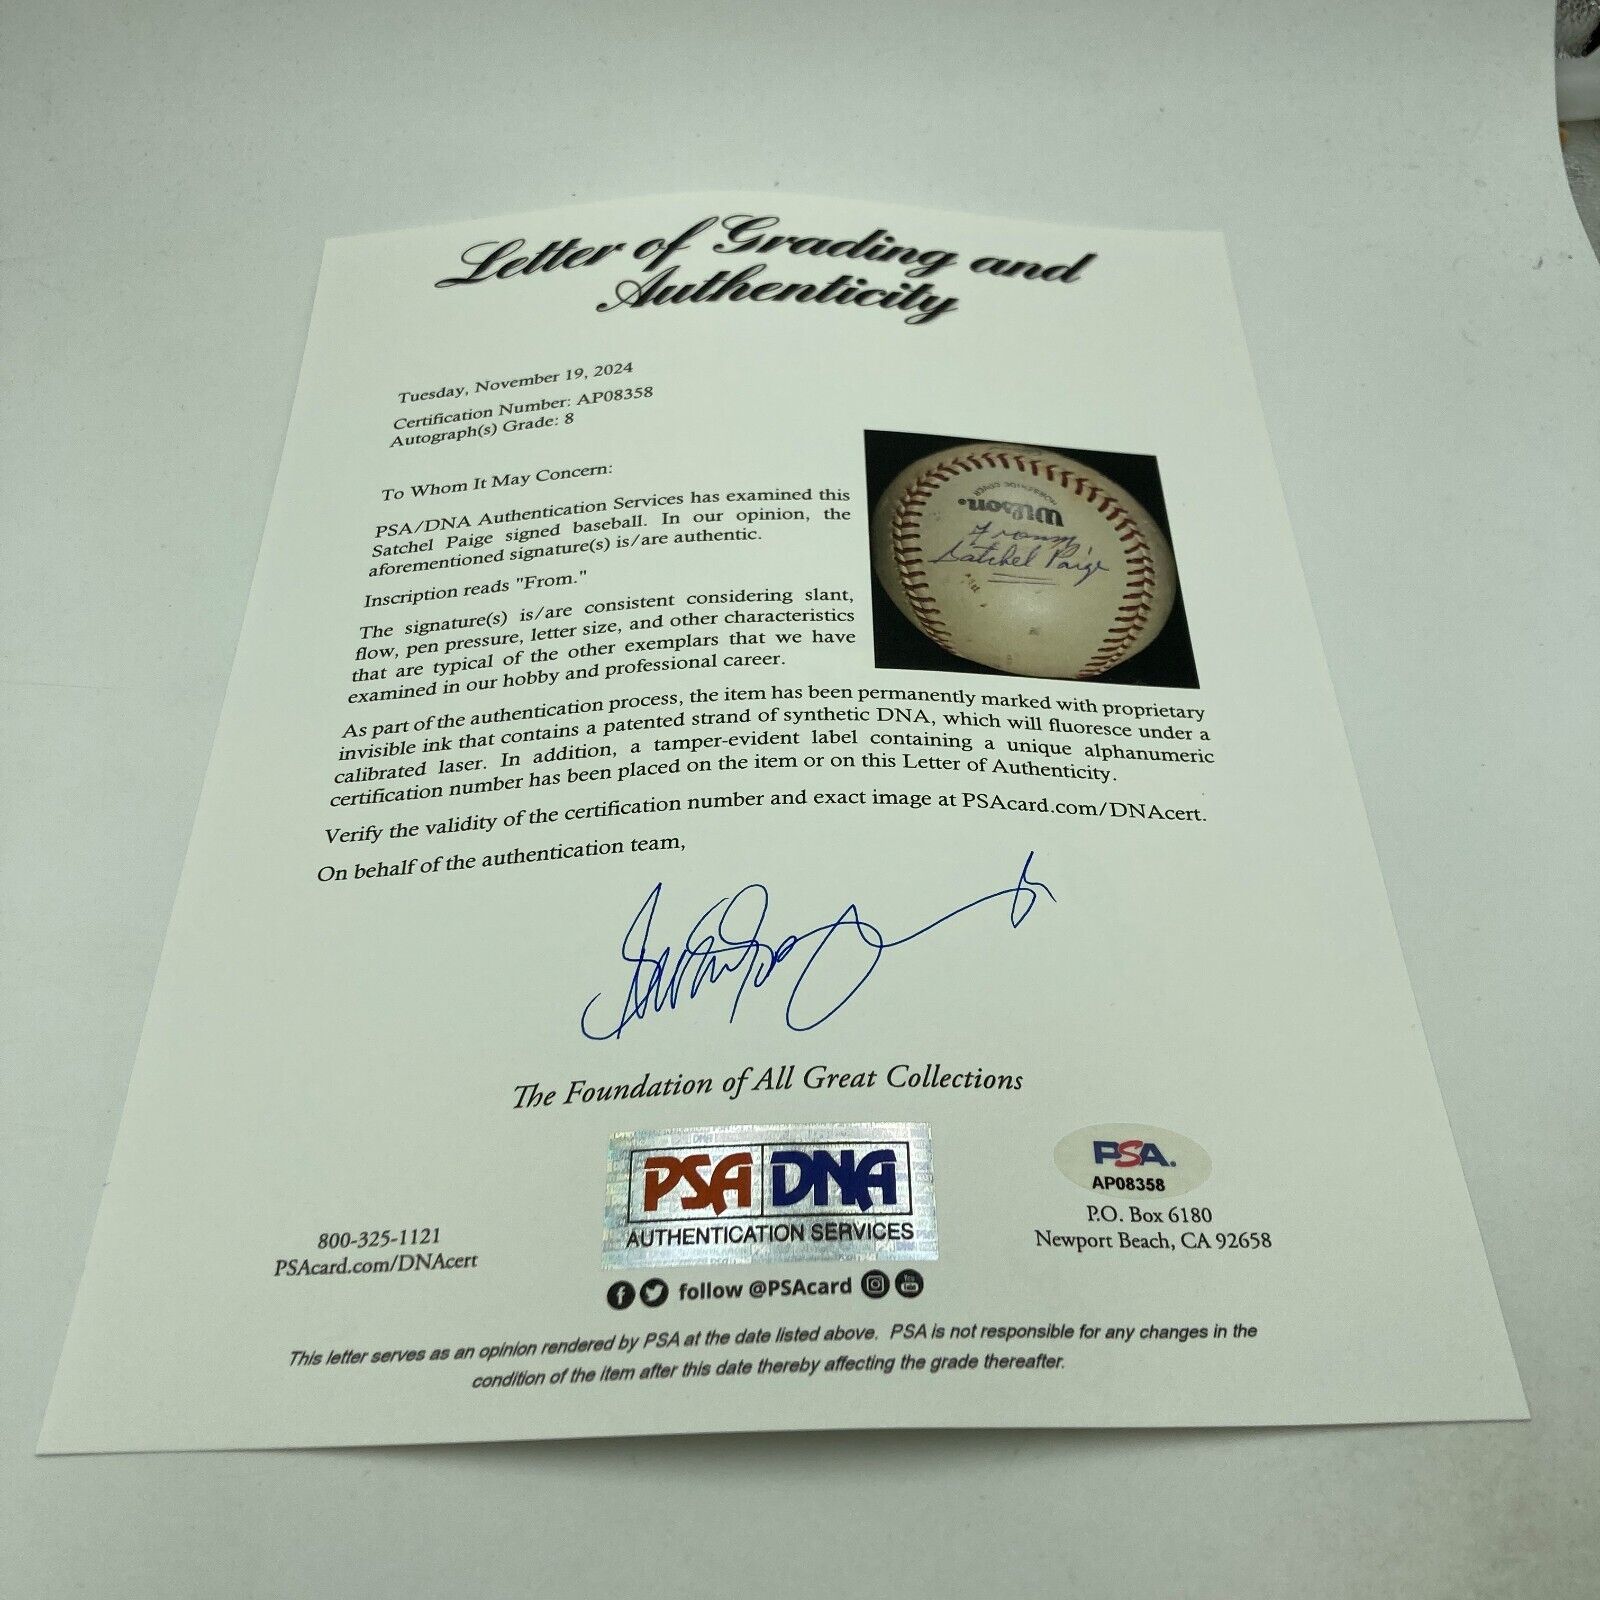 Letter of Grading and
Authenticity
Tuesday, November 19, 2024
Certification Number: AP08358
Autograph(s) Grade: 8
To Whom It May Concern:
PSA/DNA Authentication Services has examined this
Satchel Paige signed baseball. In our opinion, the
aforementioned signature(s) is/are authentic.
Inscription reads "From."
The signature(s) is/are consistent considering slant,
flow, pen pressure, letter size, and other characteristics
that are typical of the other exemplars that we have
examined in our hobby and professional career.
Wilson.
HORSEHIDE COVER
From
Satchel Paige
As part of the authentication process, the item has been permanently marked with proprietary
invisible ink that contains a patented strand of synthetic DNA, which will fluoresce under a
calibrated laser. In addition, a tamper-evident label containing a unique alphanumeric
certification number has been placed on the item or on this Letter of Authenticity.
Verify the validity of the certification number and exact image at PSAcard.com/DNAcert.
On behalf of the authentication team,
The Foundation of All Great Collections
PSA DNA
AUTHENTICATION SERVICES
PSA.
AP08358
P.O. Box 6180
Newport Beach, CA 92658
800-325-1121
PSAcard.com/DNAcert
follow @PSAcard
This letter serves as an opinion rendered by PSA at the date listed above. PSA is not responsible for any changes in the
condition of the item after this date thereby affecting the grade thereafter.